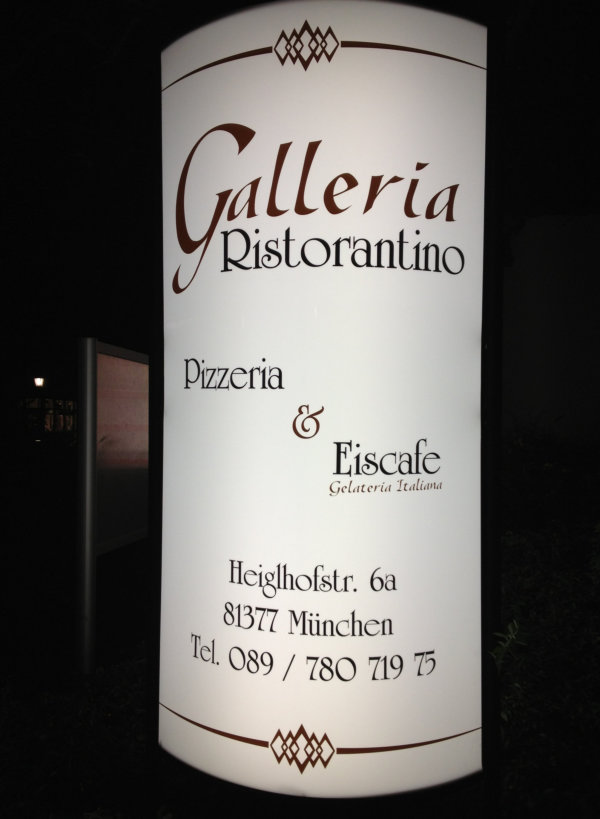 Galleria
Ristorantino
Pizzeria
&
Eiscafe
Gelateria Italiana
Heiglhofstr. 6a
81377 München
Tel. 089 / 780 719 75